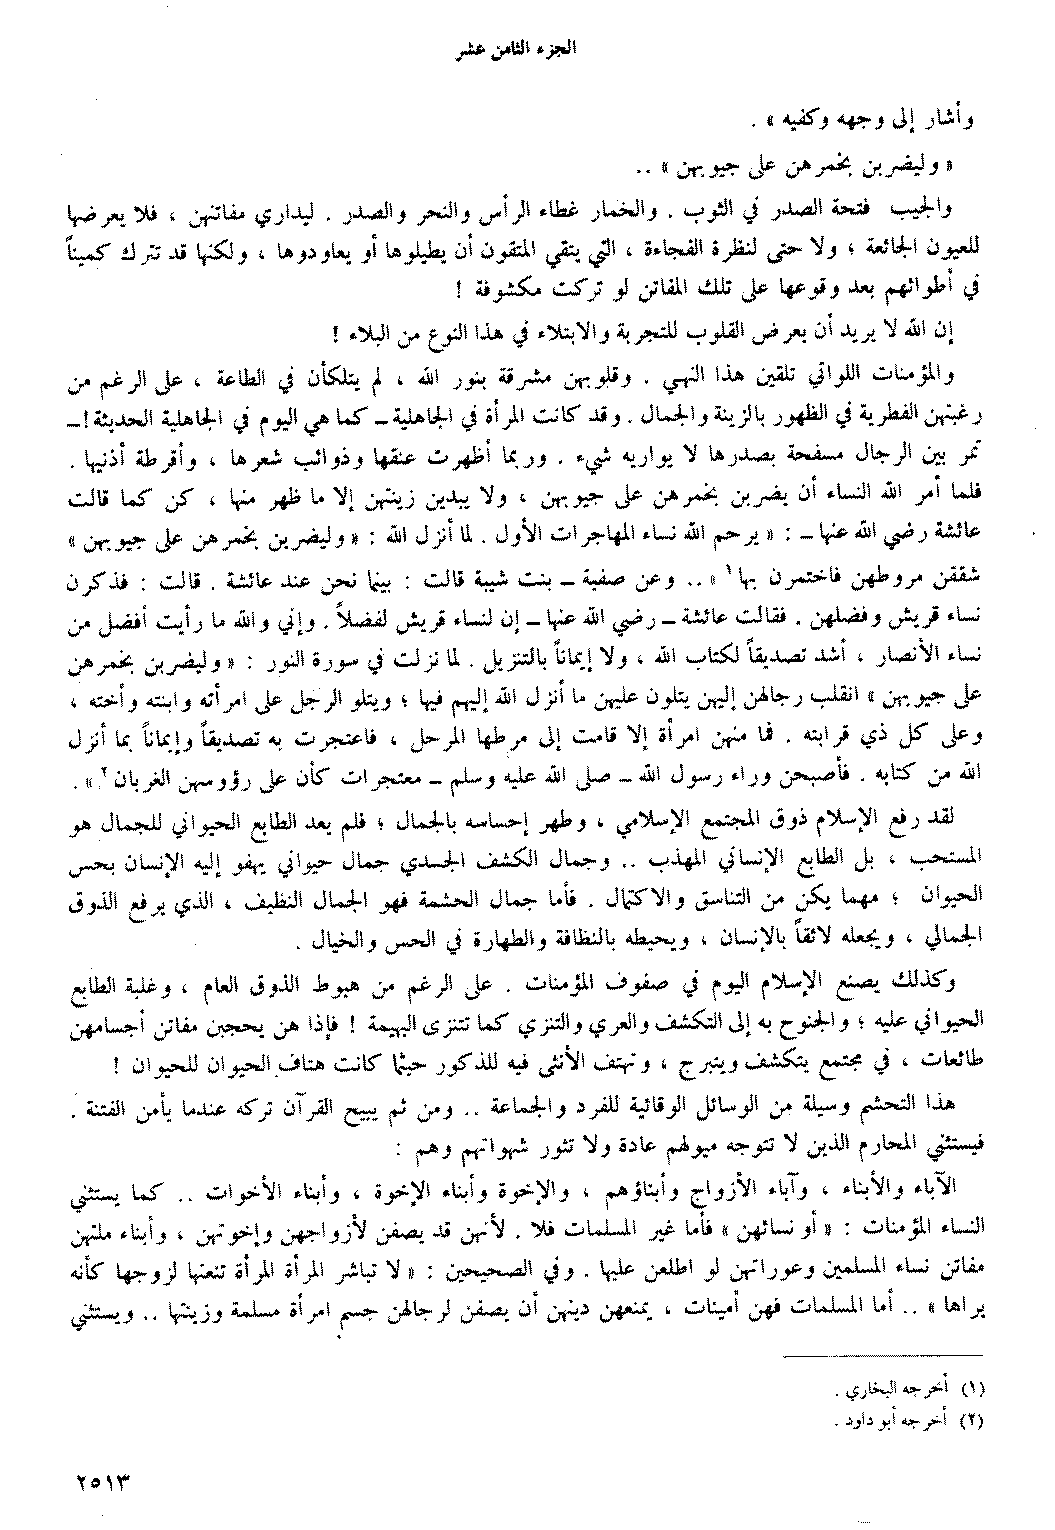 الجزء الثامن عشر
وأشار إلى وجهه وكفيه » .
« وليضربن بخمرهن على جيوبهن » ..
والجيب فتحة الصدر في الثوب . والخمار غطاء الرأس والنحر والصدر . ليداري مفاتنهن ، فلا يعرضها
للعيون الجائعة ؛ ولا حتى لنظرة الفجاءة ، التي يتقي المتقون أن يطيلوها أو يعاودوها ، ولكنها قد تترك كميناً
في أطوائهم بعد وقوعها على تلك المفاتن لو تركت مكشوفة !
إن الله لا يريد أن يعرض القلوب للتجربة والابتلاء في هذا النوع من البلاء !
والمؤمنات اللواتي تلقين هذا النهي . وقلوبهن مشرقة بنور الله ، لم يتلكأن في الطاعة ، على الرغم من
رغبتهن الفطرية في الظهور بالزينة والجمال . وقد كانت المرأة في الجاهلية – كما هي اليوم في الجاهلية الحديثة ! –
تمر بين الرجال مسفحة بصدرها لا يواريه شيء . وربما أظهرت عنقها وذوائب شعرها ، وأقرطة أذنيها .
فلما أمر الله النساء أن يضربن بخمرهن على جيوبهن ، ولا يبدين زينتهن إلا ما ظهر منها ، كن كما قالت
عائشة رضي الله عنها – : « يرحم الله نساء المهاجرات الأول . لما أنزل الله : « وليضربن بخمرهن على جيوبهن »
شققن مروطهن فاختمرن بها١ » .. وعن صفية – بنت شيبة قالت : بينما نحن عند عائشة . قالت : فذكرن
نساء قريش وفضلهن . فقالت عائشة – رضي الله عنها – إن لنساء قريش لفضلاً . وإني والله ما رأيت أفضل من
نساء الأنصار ، أشد تصديقاً لكتاب الله ، ولا إيماناً بالتنزيل . لما نزلت في سورة النور : « وليضربن بخمرهن
على جيوبهن » انقلب رجالهن إليهن يتلون عليهن ما أنزل الله إليهم فيها ؛ ويتلو الرجل على امرأته وابنته وأخته ،
وعلى كل ذي قرابته . فما منهن امرأة إلا قامت إلى مرطها المرحل ، فاعتجرت به تصديقاً وإيماناً بما أنزل
الله من كتابه . فأصبحن وراء رسول الله – صلى الله عليه وسلم – معتجرات كأن على رؤوسهن الغربان٢ » .
لقد رفع الإسلام ذوق المجتمع الإسلامي ، وطهر إحساسه بالجمال ؛ فلم يعد الطابع الحيواني للجمال هو
المستحب ، بل الطابع الإنساني المهذب .. وجمال الكشف الجسدي جمال حيواني يهفو إليه الإنسان بحس
الحيوان ؛ مهما يكن من التناسق والاكتمال . فأما جمال الحشمة فهو الجمال النظيف ، الذي يرفع الذوق
الجمالي ، ويجعله لائقاً بالإنسان ، ويحيطه بالنظافة والطهارة في الحس والخيال .
وكذلك يصنع الإسلام اليوم في صفوف المؤمنات . على الرغم من هبوط الذوق العام ، وغلبة الطابع
الحيواني عليه ؛ والجنوح به إلى التكشف والعري والتنزي كما تتنزى البهيمة ! فإذا هن يحجبن مفاتن أجسامهن
طائعات ، في مجتمع يتكشف ويتبرج ، وتهتف الأنثى فيه للذكور حيثما كانت هتاف الحيوان للحيوان !
هذا التحشم وسيلة من الوسائل الوقائية للفرد والجماعة .. ومن ثم يبيح القرآن تركه عندما يأمن الفتنة .
فيستثني المحارم الذين لا تتوجه ميولهم عادة ولا تثور شهواتهم وهم :
الآباء والأبناء ، وآباء الأزواج وأبناؤهم ، والإخوة وأبناء الإخوة ، وأبناء الأخوات .. كما يستثني
النساء المؤمنات : « أو نسائهن » فأما غير المسلمات فلا . لأنهن قد يصفن لأزواجهن وإخوتهن ، وأبناء ملتهن
مفاتن نساء المسلمين وعوراتهن لو اطلعن عليها . وفي الصحيحين : « لا تباشر المرأة المرأة تنعتها لزوجها كأنه
يراها » .. أما المسلمات فهن أمينات ، يمنعهن دينهن أن يصفن لرجالهن جسم امرأة مسلمة وزينتها .. ويستثني
(١) أخرجه البخاري .
(٢) أخرجه أبو داود .
٢٥١٣